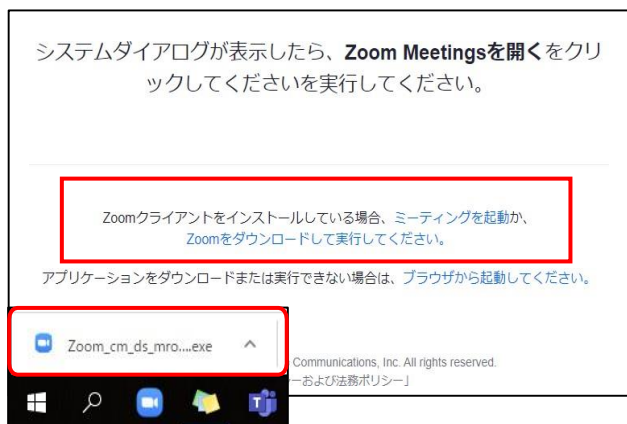 システムダイアログが表示したら、Zoom Meetingsを開くをクリ
ックしてくださいを実行してください。
Zoomクライアントをインストールしている場合、ミーティングを起動か、
Zoomをダウンロードして実行してください。
アプリケーションをダウンロードまたは実行できない場合は、ブラウザから起動してください。
Zoom_cm_ds_mro....exe
Communications, Inc. All rights reserved.
ーおよび法務ポリシー」